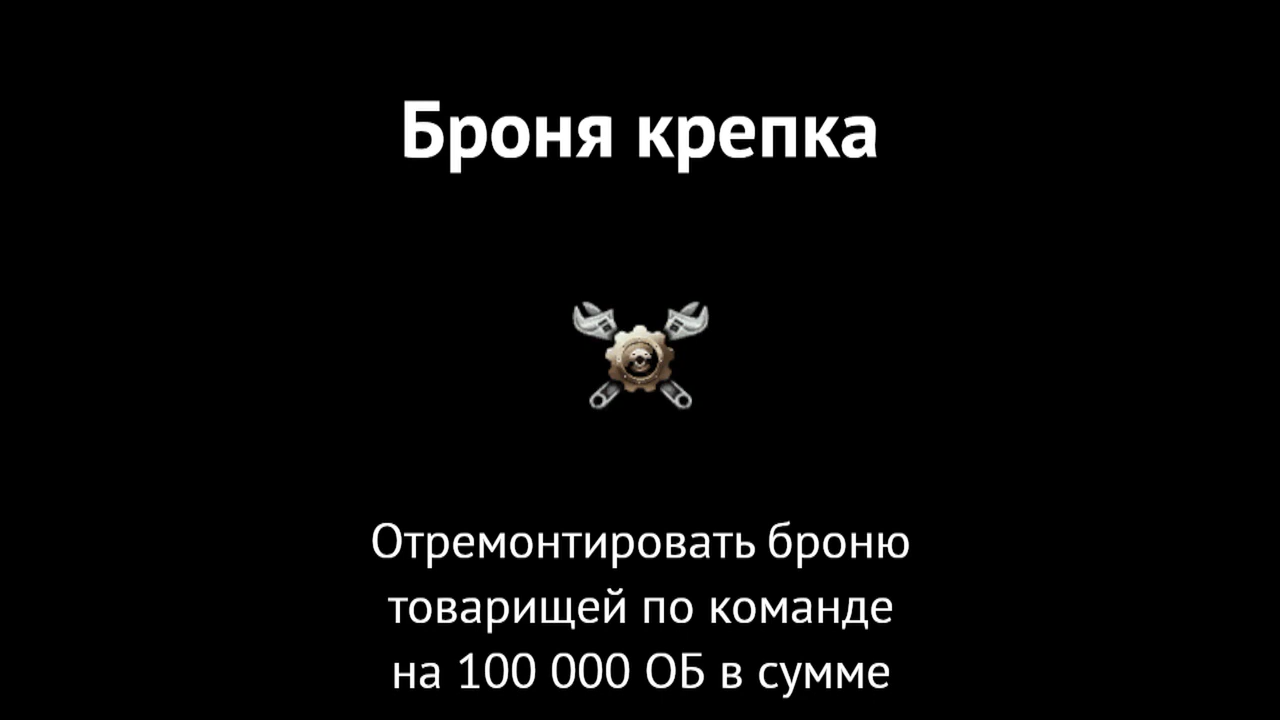 Броня крепка
Отремонтировать броню
товарищей по команде
на 100 000 ОБ в сумме